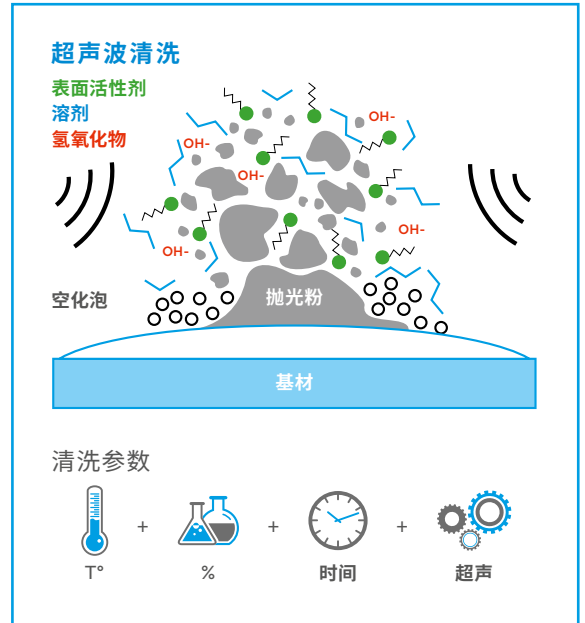 超声波清洗
表面活性剂
溶剂
氢氧化物
OH-
OH-
OH-
OH-
OH-
空化泡
抛光粉
基材
清洗参数
+ + +
T° % 时间 超声